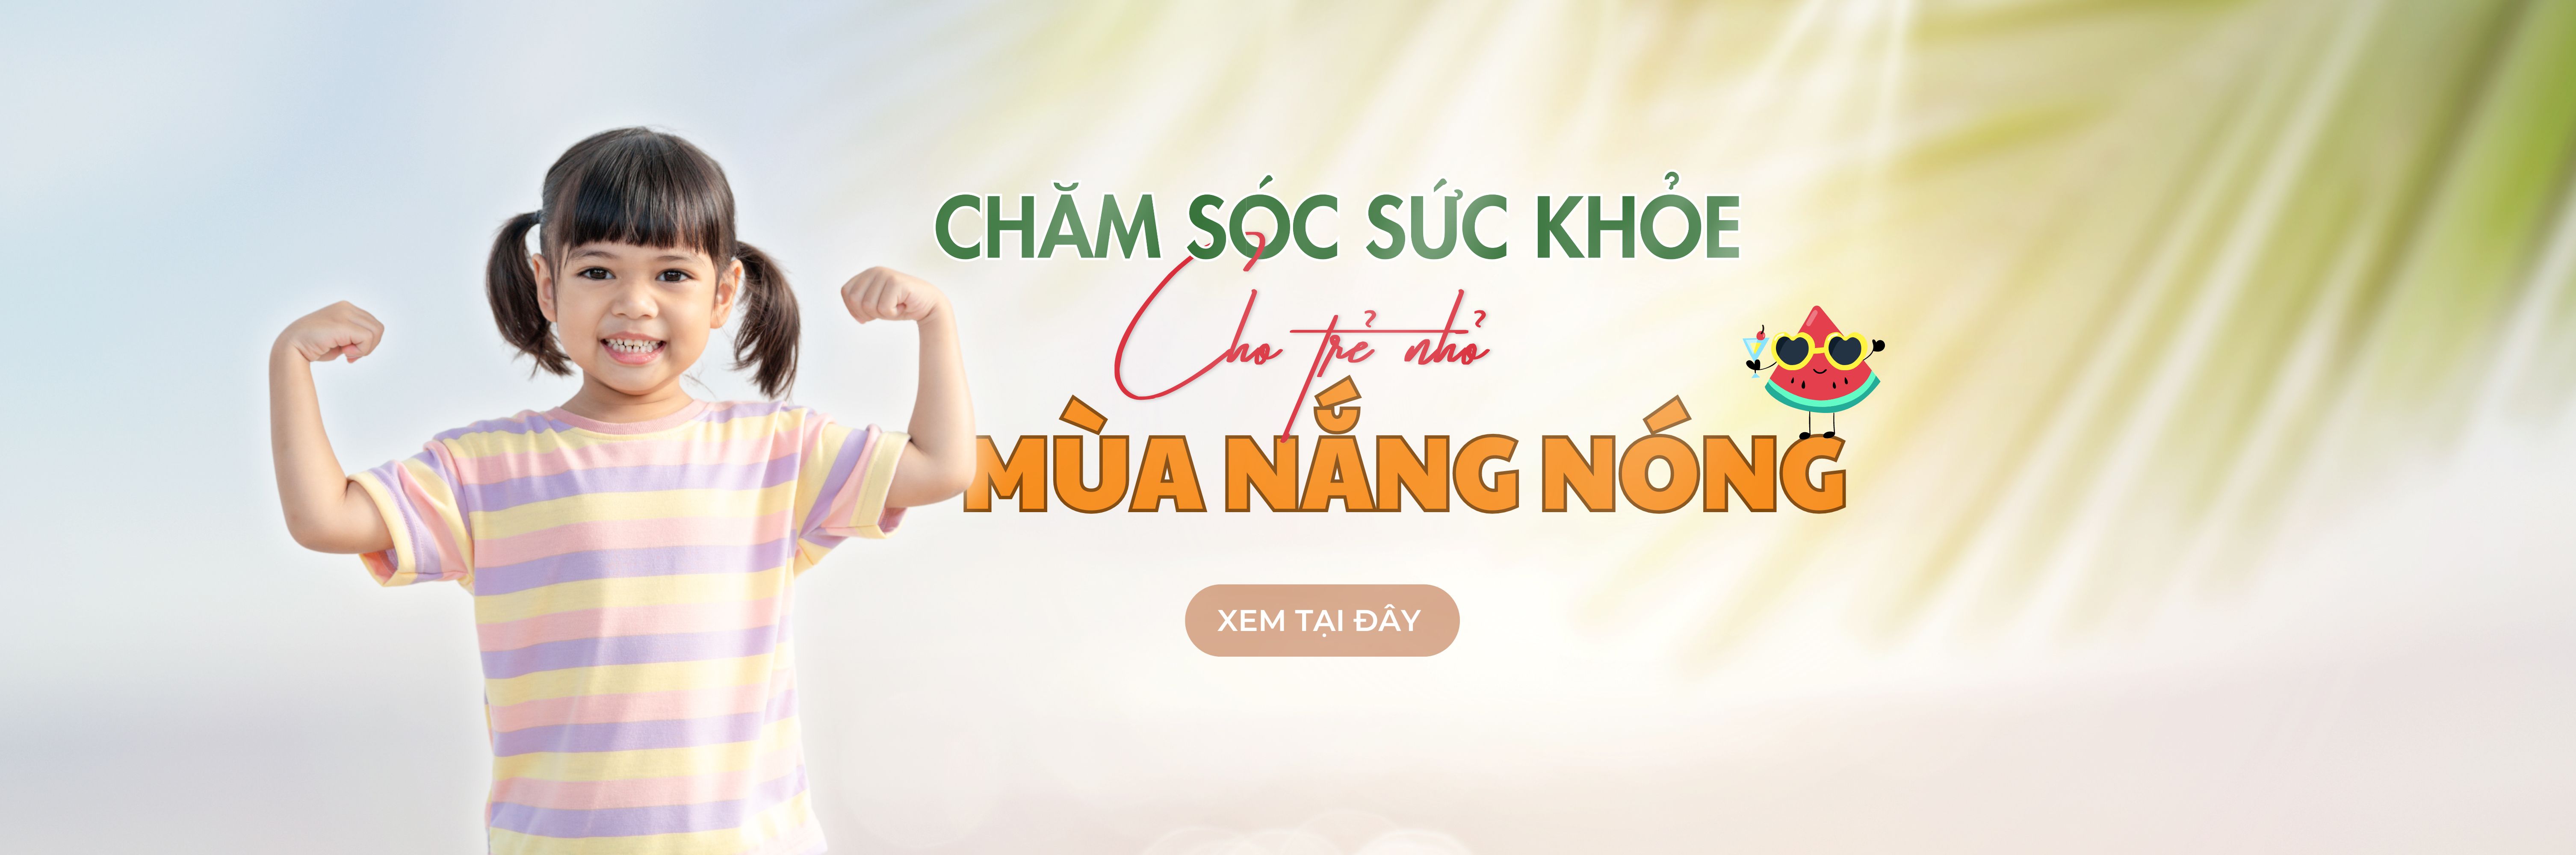 CHĂM SÓC SỨC KHỎE
Cho trẻ nhỏ
MÙA NẮNG NÓNG
XEM TẠI ĐÂY